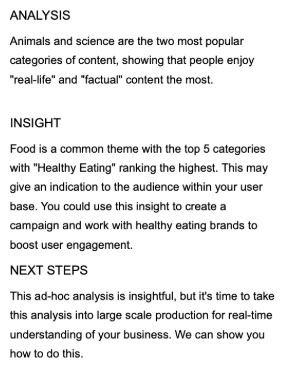 ANALYSIS
Animals and science are the two most popular
categories of content, showing that people enjoy
"real-life" and "factual" content the most.
INSIGHT
Food is a common theme with the top 5 categories
with "Healthy Eating" ranking the highest. This may
give an indication to the audience within your user
base. You could use this insight to create a
campaign and work with healthy eating brands to
boost user engagement.
NEXT STEPS
This ad-hoc analysis is insightful, but it's time to take
this analysis into large scale production for real-time
understanding of your business. We can show you
how to do this.